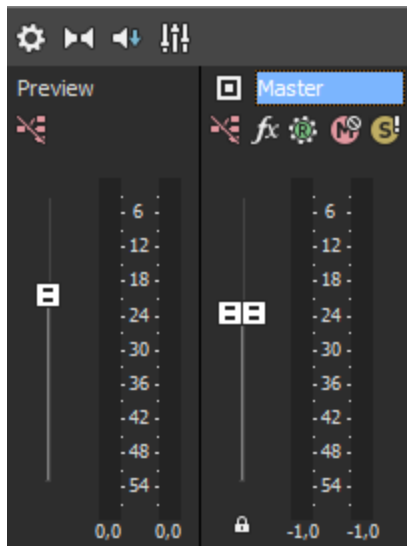 Preview
Master
fx R M S!
- 6 - - 6 -
- 12 - - 12 -
- 18 - - 18 -
- 24 - - 24 -
- 30 - - 30 -
- 36 - - 36 -
- 42 - - 42 -
- 48 - - 48 -
- 54 - - 54 -
0,0 0,0 -1,0 -1,0